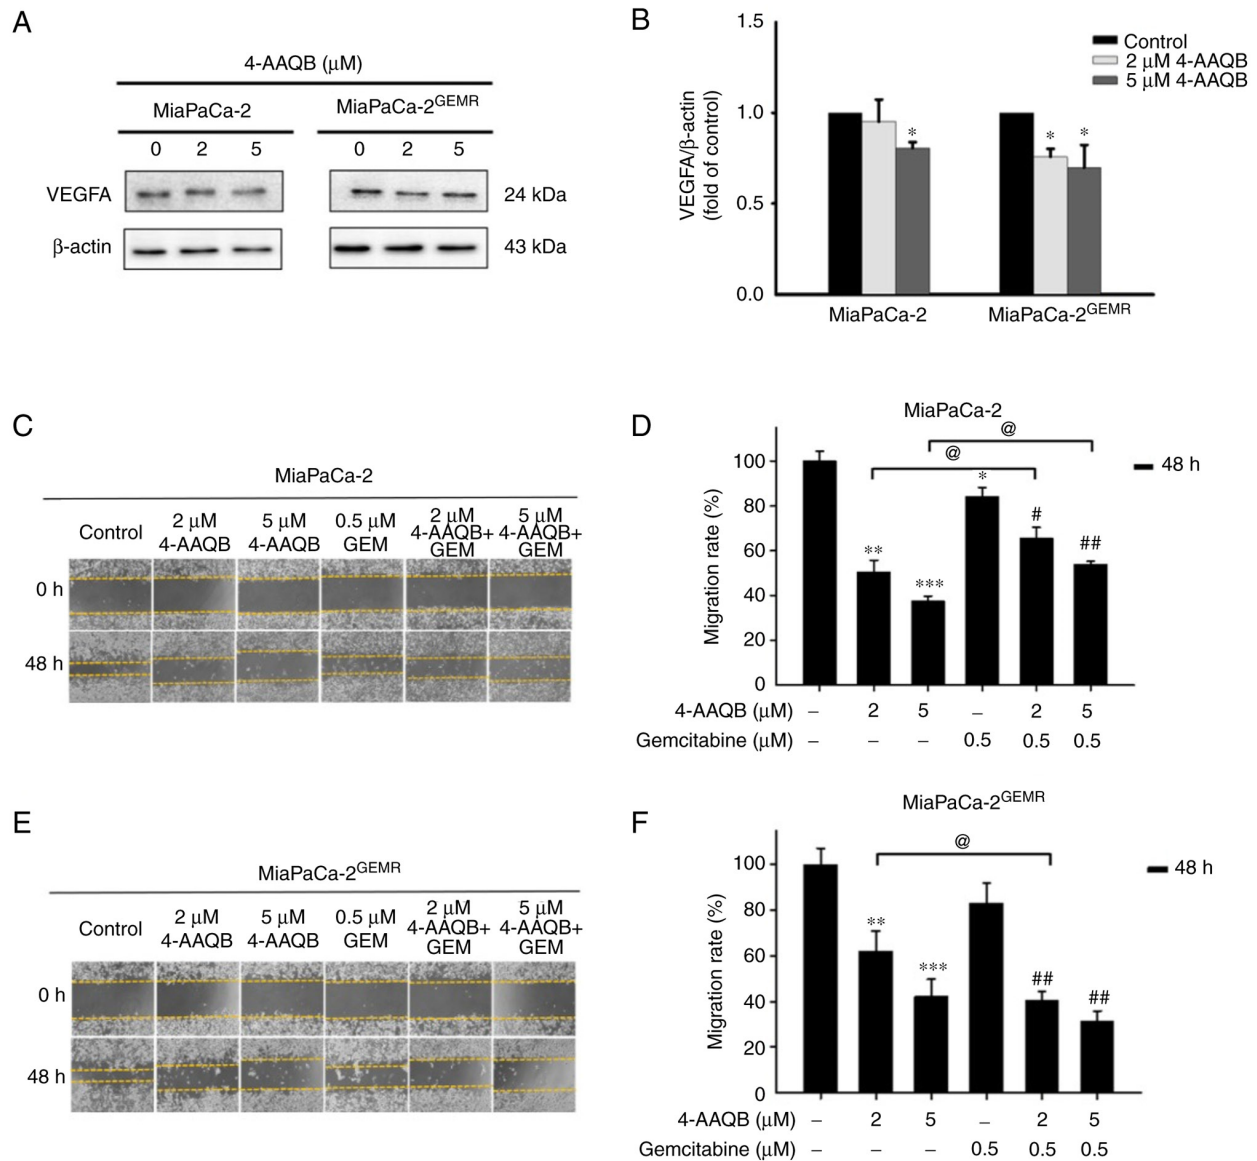 A
4-AAQB (μM)
MiaPaCa-2
MiaPaCa-2GEMR
0 2 5
0 2 5
VEGFA
24 kDa
β-actin
43 kDa
B
1.5
1.0
0.5
0.0
VEGFA/β-actin
(fold of control)
Control
2 μM 4-AAQB
5 μM 4-AAQB
*
* *
MiaPaCa-2
MiaPaCa-2GEMR
C
MiaPaCa-2
Control
2 μM
4-AAQB
5 μM
4-AAQB
0.5 μM
GEM
2 μM
4-AAQB+
GEM
5 μM
4-AAQB+
GEM
0 h
48 h
D
MiaPaCa-2
@
@
48 h
Migration rate (%)
100
80
60
40
20
0
**
***
*
#
##
4-AAQB (μM) – 2 5 – 2 5
Gemcitabine (μM) – – – 0.5 0.5 0.5
E
MiaPaCa-2GEMR
Control
2 μM
4-AAQB
5 μM
4-AAQB
0.5 μM
GEM
2 μM
4-AAQB+
GEM
5 μM
4-AAQB+
GEM
0 h
48 h
F
MiaPaCa-2GEMR
@
48 h
Migration rate (%)
100
80
60
40
20
0
**
***
##
##
4-AAQB (μM) – 2 5 – 2 5
Gemcitabine (μM) – – – 0.5 0.5 0.5